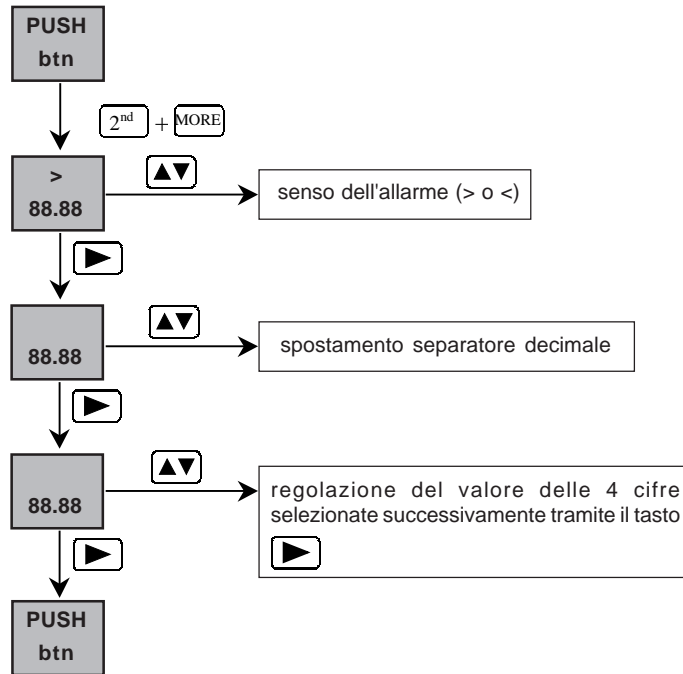 PUSH
btn
2nd + MORE
>
88.88
▲▼
senso dell'allarme (> o <)
▶
88.88
▲▼
spostamento separatore decimale
▶
88.88
▲▼
regolazione del valore delle 4 cifre
selezionate successivamente tramite il tasto
▶
▶
PUSH
btn